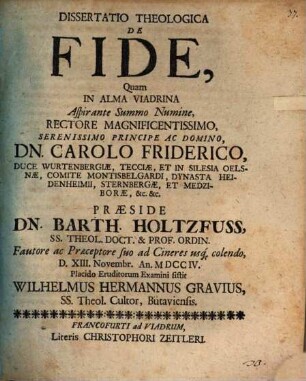 DISSERTATIO THEOLOGICA
DE
FIDE,
Quam
IN ALMA VIADRINA
Aspirante Summo Numine,
RECTORE MAGNIFICENTISSIMO,
SERENISSIMO PRINCIPE AC DOMINO,
DN. CAROLO FRIDERICO,
DUCE WURTENBERGIÆ, TECCIÆ, ET IN SILESIA OELS-
NÆ, COMITE MONTISBELGARDI, DYNASTA HEI-
DENHEIMII, STERNBERGÆ, ET MEDZI-
BORÆ, &c. &c.
PRÆSIDE
DN. BARTH. HOLTZFUSS,
SS. THEOL. DOCT. & PROF. ORDIN.
Fautore ac Præceptore suo ad Cineres usq; colendo,
D. XIII. Novembr. An. M DCC IV.
Placido Eruditorum Examini sistit
WILHELMUS HERMANNUS GRAVIUS,
SS. Theol. Cultor, Bütaviensis.
FRANCOFURTI ad VIADRUM,
Literis CHRISTOPHORI ZEITLERI.